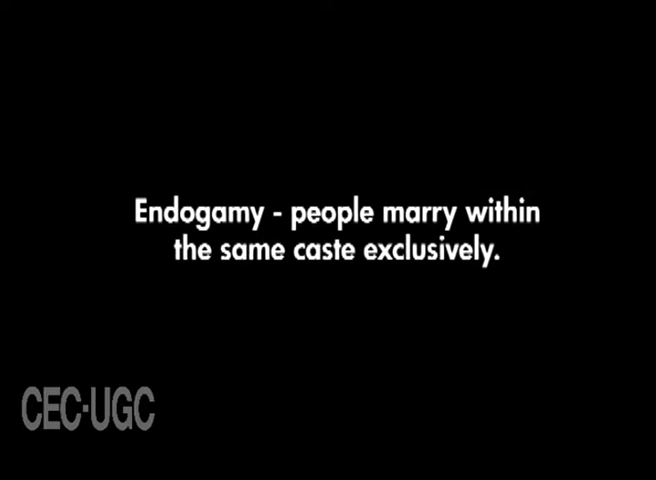 Endogamy - people marry within
the same caste exclusively.
CEC-UGC